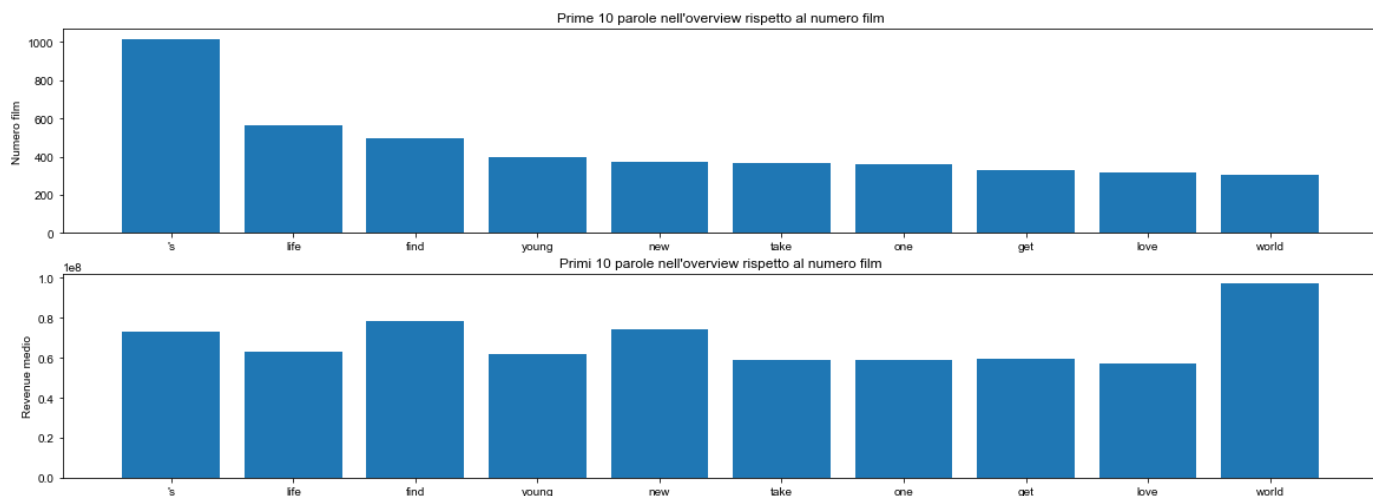 Prime 10 parole nell'overview rispetto al numero film
Numero film
1000
800
600
400
200
0
's life find young new take one get love world
Primi 10 parole nell'overview rispetto al numero film
1e8
Revenue medio
1.0
0.8
0.6
0.4
0.2
0.0
's life find young new take one get love world